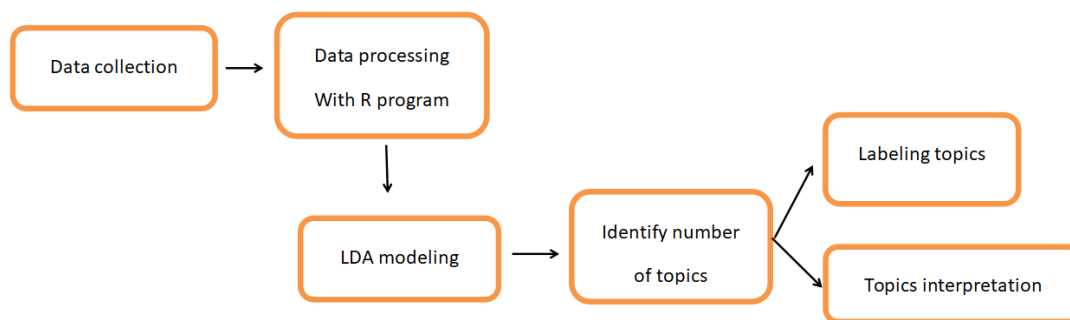 Data collection
Data processing
With R program
LDA modeling
Identify number
of topics
Labeling topics
Topics interpretation